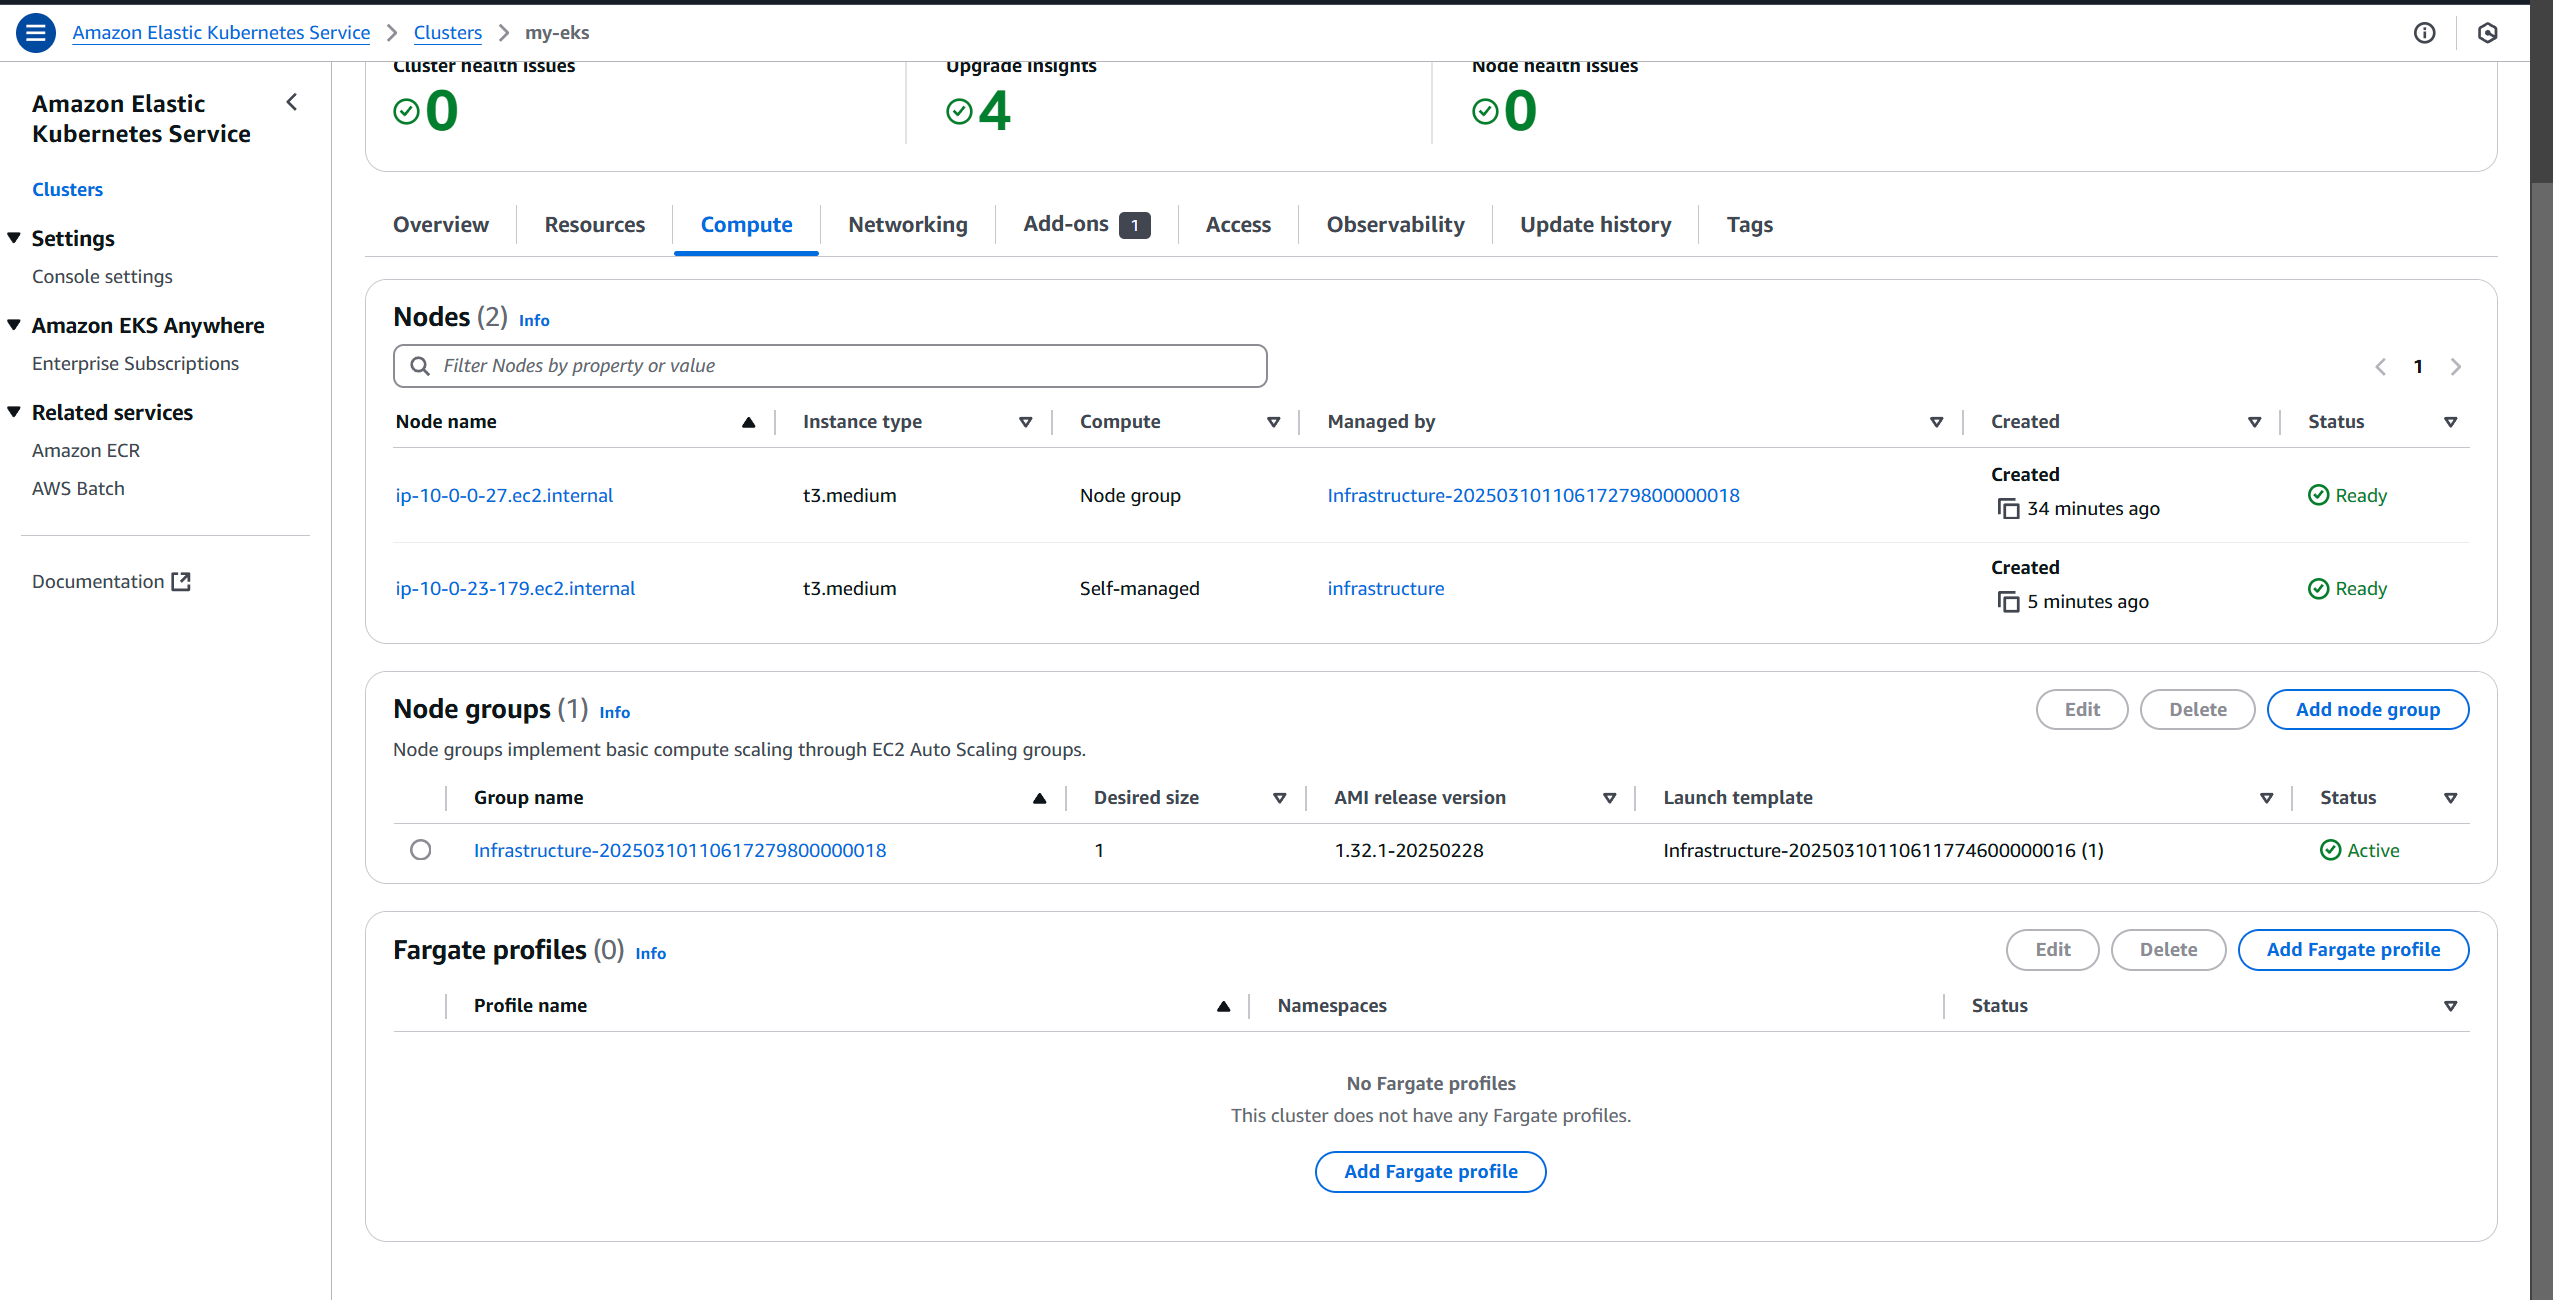 Amazon Elastic Kubernetes Service > Clusters > my-eks
Amazon Elastic
Kubernetes Service
Clusters
Settings
Console settings
Amazon EKS Anywhere
Enterprise Subscriptions
Related services
Amazon ECR
AWS Batch
Documentation
Cluster health issues Upgrade insights Node health issues
0 4 0
Overview Resources Compute Networking Add-ons 1 Access Observability Update history Tags
Nodes (2) Info
Filter Nodes by property or value
1
Node name Instance type Compute Managed by Created Status
Created
ip-10-0-0-27.ec2.internal t3.medium Node group Infrastructure-20250310110617279800000018 Ready
34 minutes ago
Created
ip-10-0-23-179.ec2.internal t3.medium Self-managed infrastructure Ready
5 minutes ago
Node groups (1) Info
Edit Delete Add node group
Node groups implement basic compute scaling through EC2 Auto Scaling groups.
Group name Desired size AMI release version Launch template Status
Infrastructure-20250310110617279800000018 1 1.32.1-20250228 Infrastructure-20250310110611774600000016 (1) Active
Fargate profiles (0) Info
Edit Delete Add Fargate profile
Profile name Namespaces Status
No Fargate profiles
This cluster does not have any Fargate profiles.
Add Fargate profile